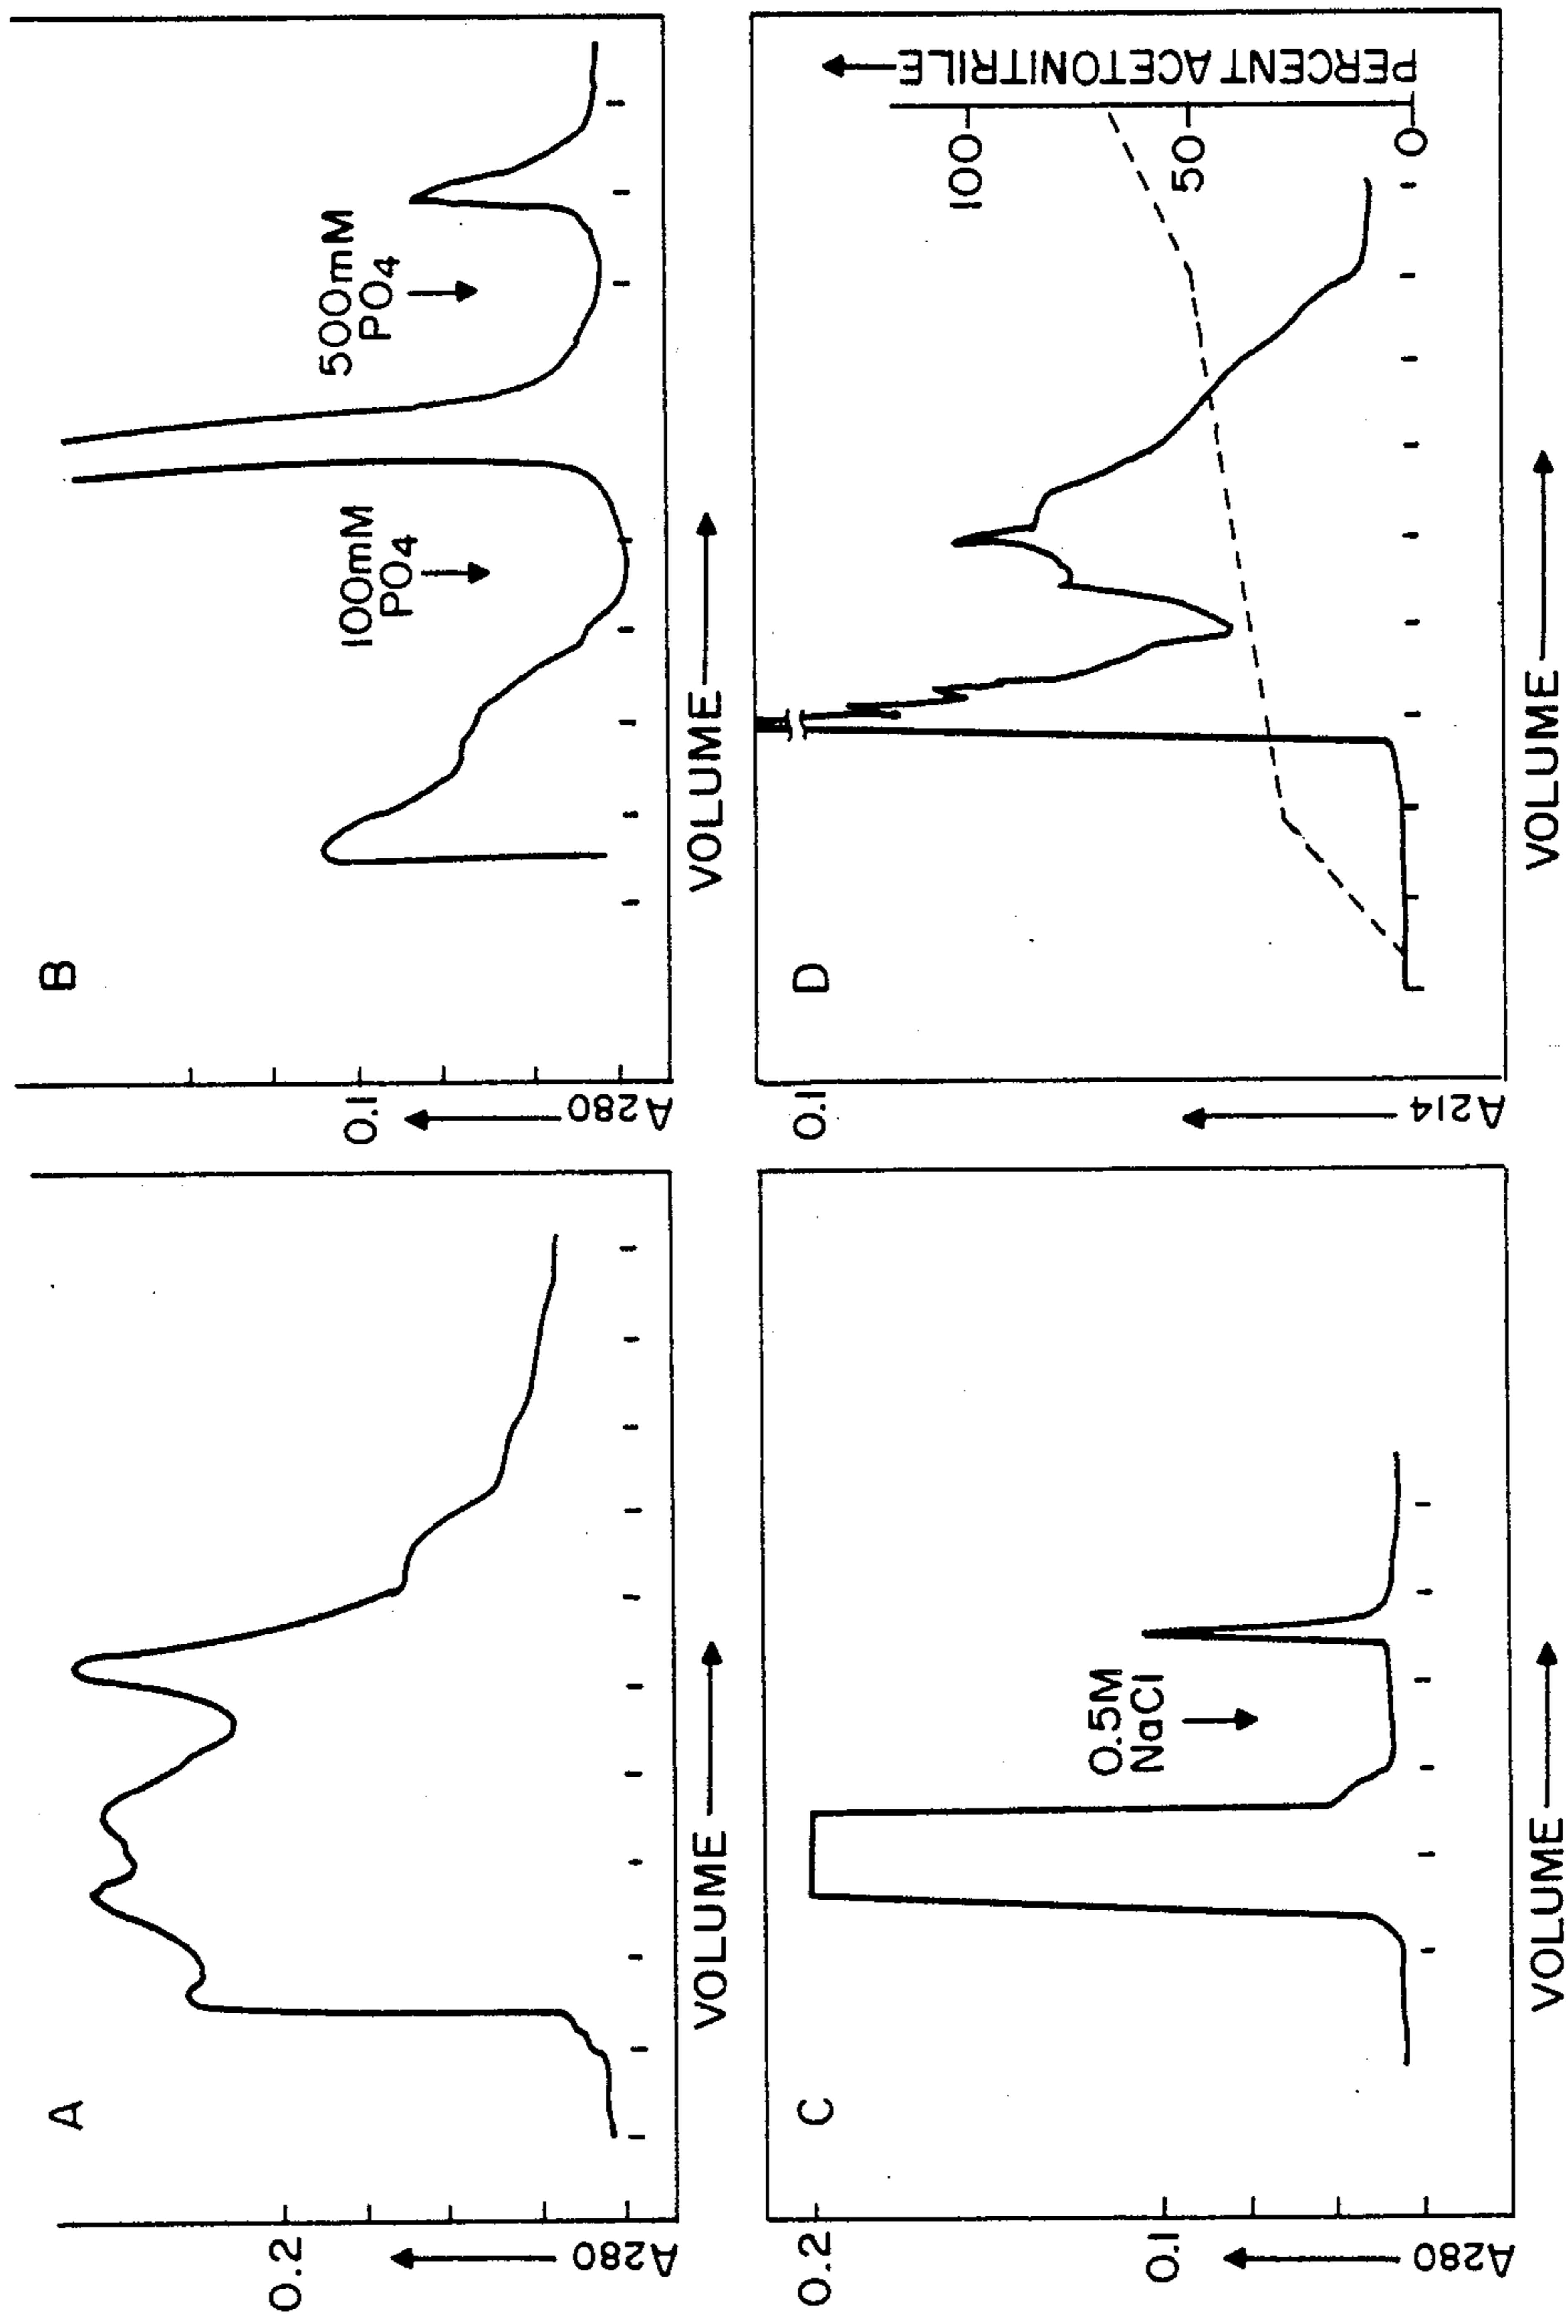 A
0.2
A280
VOLUME
B
100mM
PO4
500mM
PO4
0.1
A280
VOLUME
C
0.5M
NaCl
0.2
0.1
A280
VOLUME
D
0.1
A214
100
50
0
PERCENT ACETONITRILE
VOLUME